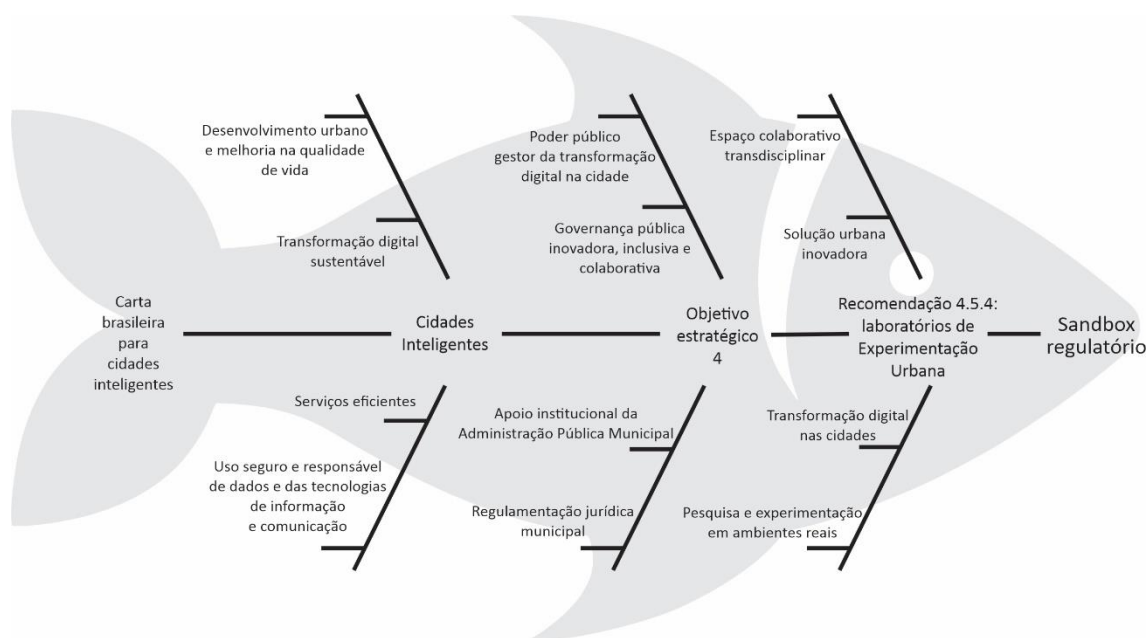 Desenvolvimento urbano
e melhoria na qualidade
de vida
Transformação digital
sustentável
Poder público
gestor da transformação
digital na cidade
Governança pública
inovadora, inclusiva e
colaborativa
Espaço colaborativo
transdisciplinar
Solução urbana
inovadora
Carta
brasileira
para
cidades
inteligentes
Cidades
Inteligentes
Objetivo
estratégico
4
Recomendação 4.5.4:
laboratórios de
Experimentação
Urbana
Sandbox
regulatório
Serviços eficientes
Uso seguro e responsável
de dados e das tecnologias
de informação
e comunicação
Apoio institucional da
Administração Pública Municipal
Regulamentação jurídica
municipal
Transformação digital
nas cidades
Pesquisa e experimentação
em ambientes reais